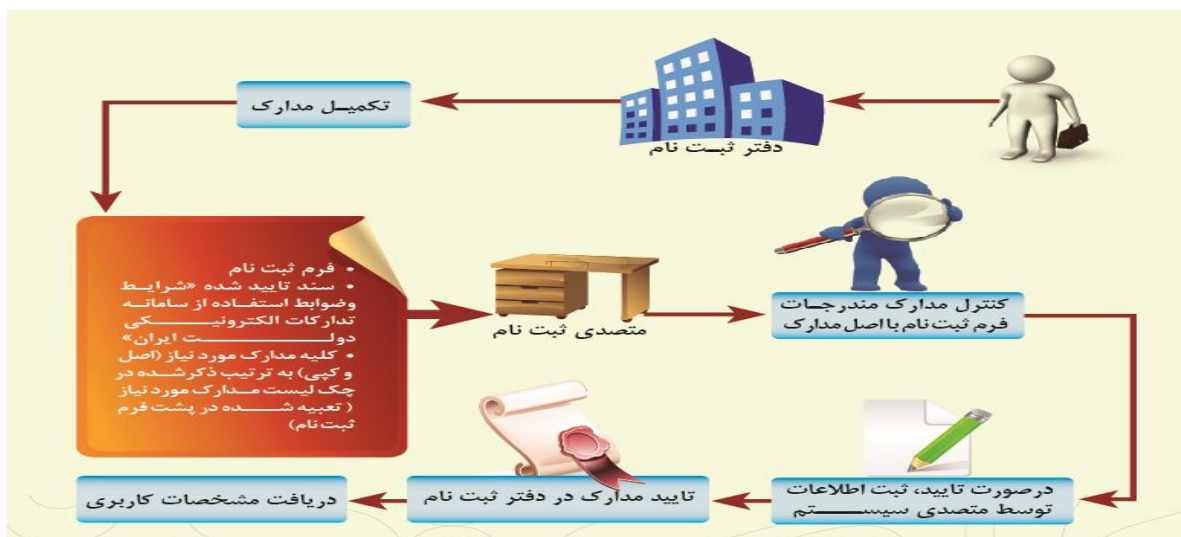 دفتر ثبت نام
تکمیل مدارک
• فرم ثبت نام
• سند تایید شده «شرایط
وضوابط استفاده از سامانه
تدارکات الکترونیکی
دولت ایران»
• کلیه مدارک مورد نیاز (اصل
و کپی) به ترتیب ذکرشده در
چک لیست مدارک مورد نیاز
( تعبیه شده در پشت فرم
ثبت نام)
متصدی ثبت نام
کنترل مدارک مندرجات
فرم ثبت نام با اصل مدارک
درصورت تایید، ثبت اطلاعات
توسط متصدی سیستم
تایید مدارک در دفتر ثبت نام
دریافت مشخصات کاربری